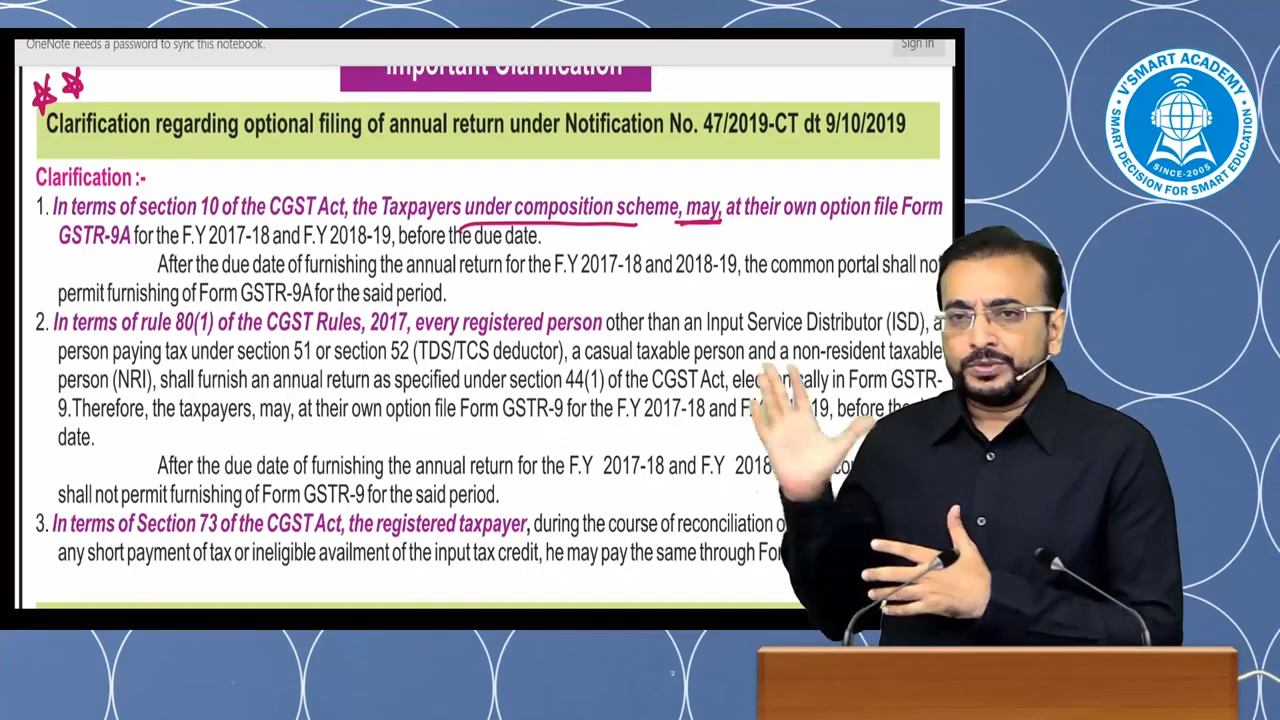 OneNote needs a password to sync this notebook.
Sign in
Important Clarification
Clarification regarding optional filing of annual return under Notification No. 47/2019-CT dt 9/10/2019
Clarification :-
1. In terms of section 10 of the CGST Act, the Taxpayers under composition scheme, may, at their own option file Form
GSTR-9A for the F.Y 2017-18 and F.Y 2018-19, before the due date.
After the due date of furnishing the annual return for the F.Y 2017-18 and 2018-19, the common portal shall not
permit furnishing of Form GSTR-9A for the said period.
2. In terms of rule 80(1) of the CGST Rules, 2017, every registered person other than an Input Service Distributor (ISD), a
person paying tax under section 51 or section 52 (TDS/TCS deductor), a casual taxable person and a non-resident taxable
person (NRI), shall furnish an annual return as specified under section 44(1) of the CGST Act, electronically in Form GSTR-
9.Therefore, the taxpayers, may, at their own option file Form GSTR-9 for the F.Y 2017-18 and 19, before the
date.
After the due date of furnishing the annual return for the F.Y 2017-18 and F.Y 2018
shall not permit furnishing of Form GSTR-9 for the said period.
3. In terms of Section 73 of the CGST Act, the registered taxpayer, during the course of reconciliation
any short payment of tax or ineligible availment of the input tax credit, he may pay the same through
V'SMART ACADEMY
SINCE-2005
SMART DECISION FOR SMART EDUCATION